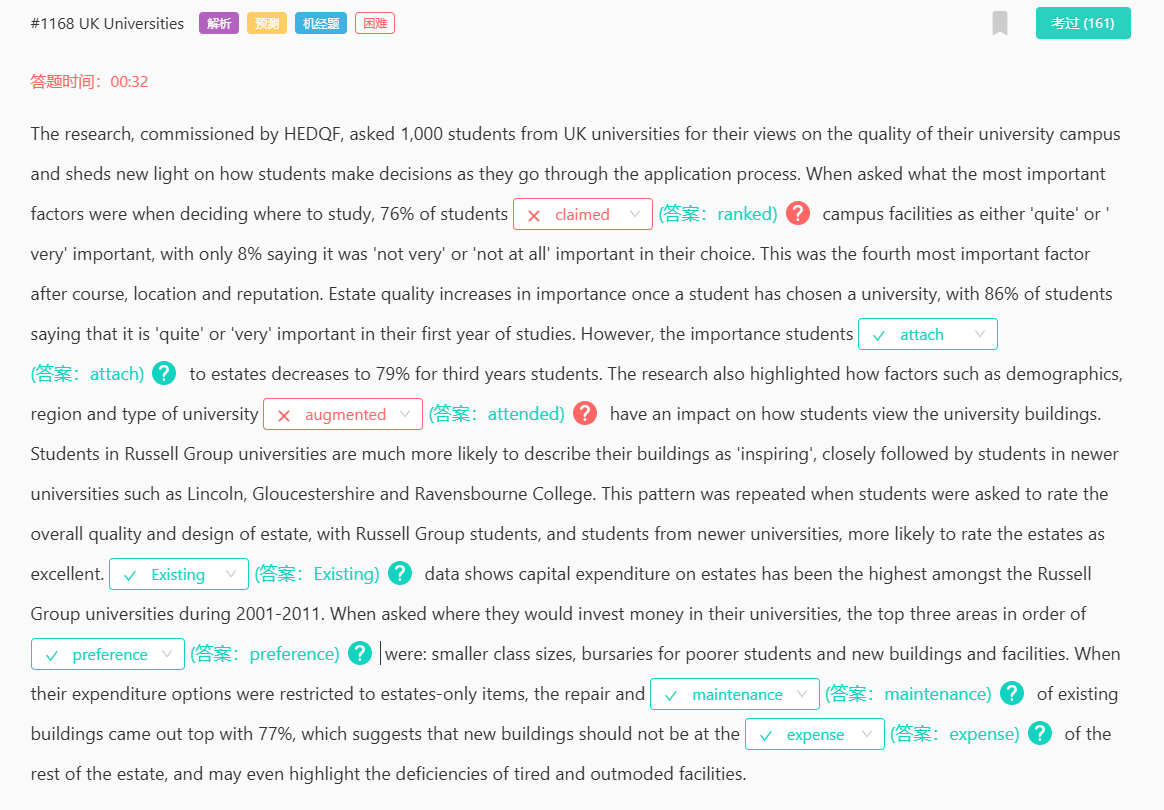 #1168 UK Universities 解析 预测 机经题 困难 考过 (161)
答题时间：00:32
The research, commissioned by HEDQF, asked 1,000 students from UK universities for their views on the quality of their university campus
and sheds new light on how students make decisions as they go through the application process. When asked what the most important
factors were when deciding where to study, 76% of students claimed (答案：ranked) ? campus facilities as either 'quite' or '
very' important, with only 8% saying it was 'not very' or 'not at all' important in their choice. This was the fourth most important factor
after course, location and reputation. Estate quality increases in importance once a student has chosen a university, with 86% of students
saying that it is 'quite' or 'very' important in their first year of studies. However, the importance students attach
(答案：attach) ? to estates decreases to 79% for third years students. The research also highlighted how factors such as demographics,
region and type of university augmented (答案：attended) ? have an impact on how students view the university buildings.
Students in Russell Group universities are much more likely to describe their buildings as 'inspiring', closely followed by students in newer
universities such as Lincoln, Gloucestershire and Ravensbourne College. This pattern was repeated when students were asked to rate the
overall quality and design of estate, with Russell Group students, and students from newer universities, more likely to rate the estates as
excellent. Existing (答案：Existing) ? data shows capital expenditure on estates has been the highest amongst the Russell
Group universities during 2001-2011. When asked where they would invest money in their universities, the top three areas in order of
preference (答案：preference) ? were: smaller class sizes, bursaries for poorer students and new buildings and facilities. When
their expenditure options were restricted to estates-only items, the repair and maintenance (答案：maintenance) ? of existing
buildings came out top with 77%, which suggests that new buildings should not be at the expense (答案：expense) ? of the
rest of the estate, and may even highlight the deficiencies of tired and outmoded facilities.